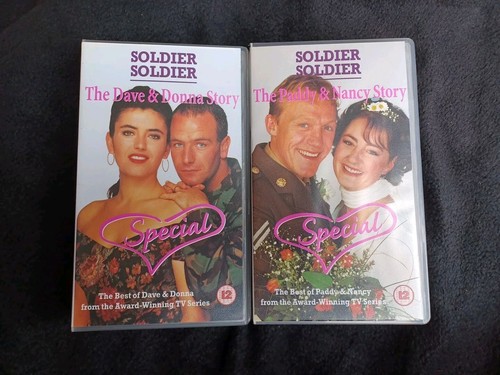 SOLDIER
SOLDIER
The Dave & Donna Story
Special
The Best of Dave & Donna
from the Award-Winning TV Series
12
SOLDIER
SOLDIER
The Paddy & Nancy Story
Special
The Best of Paddy & Nancy
from the Award-Winning TV Series
12